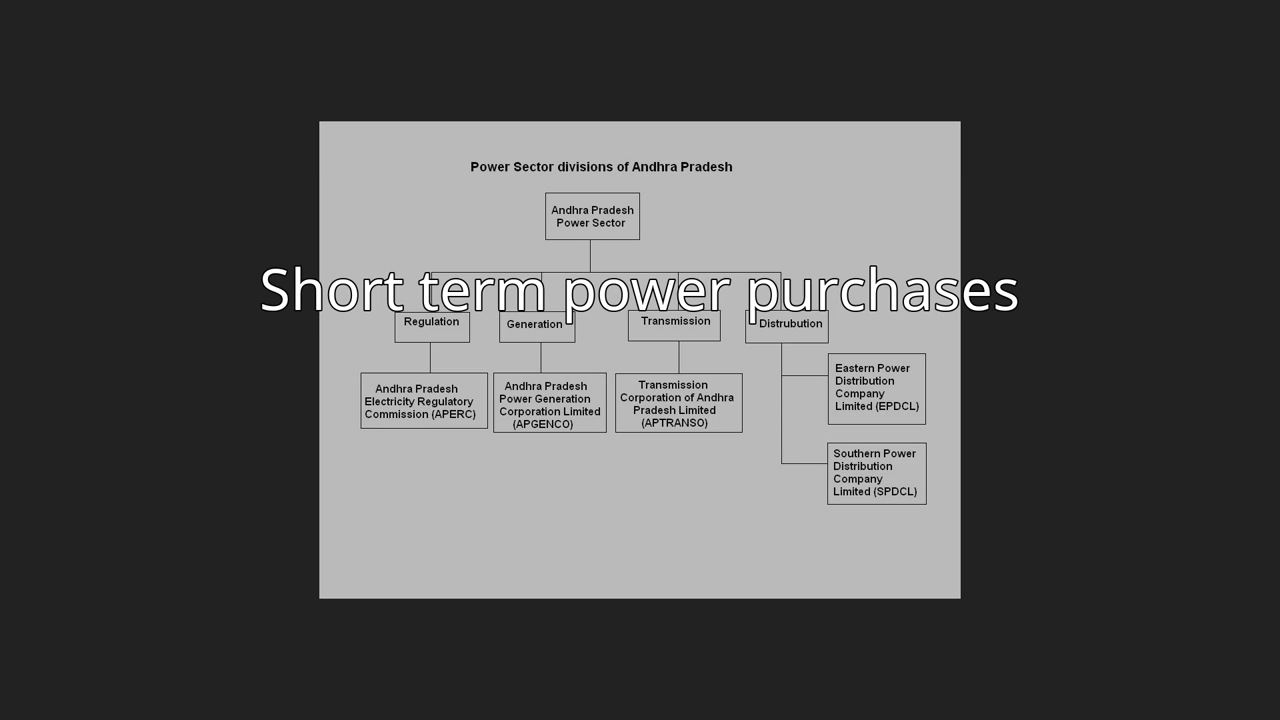 Power Sector divisions of Andhra Pradesh
Andhra Pradesh
Power Sector
Short term power purchases
Regulation
Generation
Transmission
Distrubution
Andhra Pradesh
Electricity Regulatory
Commission (APERC)
Andhra Pradesh
Power Generation
Corporation Limited
(APGENCO)
Transmission
Corporation of Andhra
Pradesh Limited
(APTRANSO)
Eastern Power
Distribution
Company
Limited (EPDCL)
Southern Power
Distribution
Company
Limited (SPDCL)